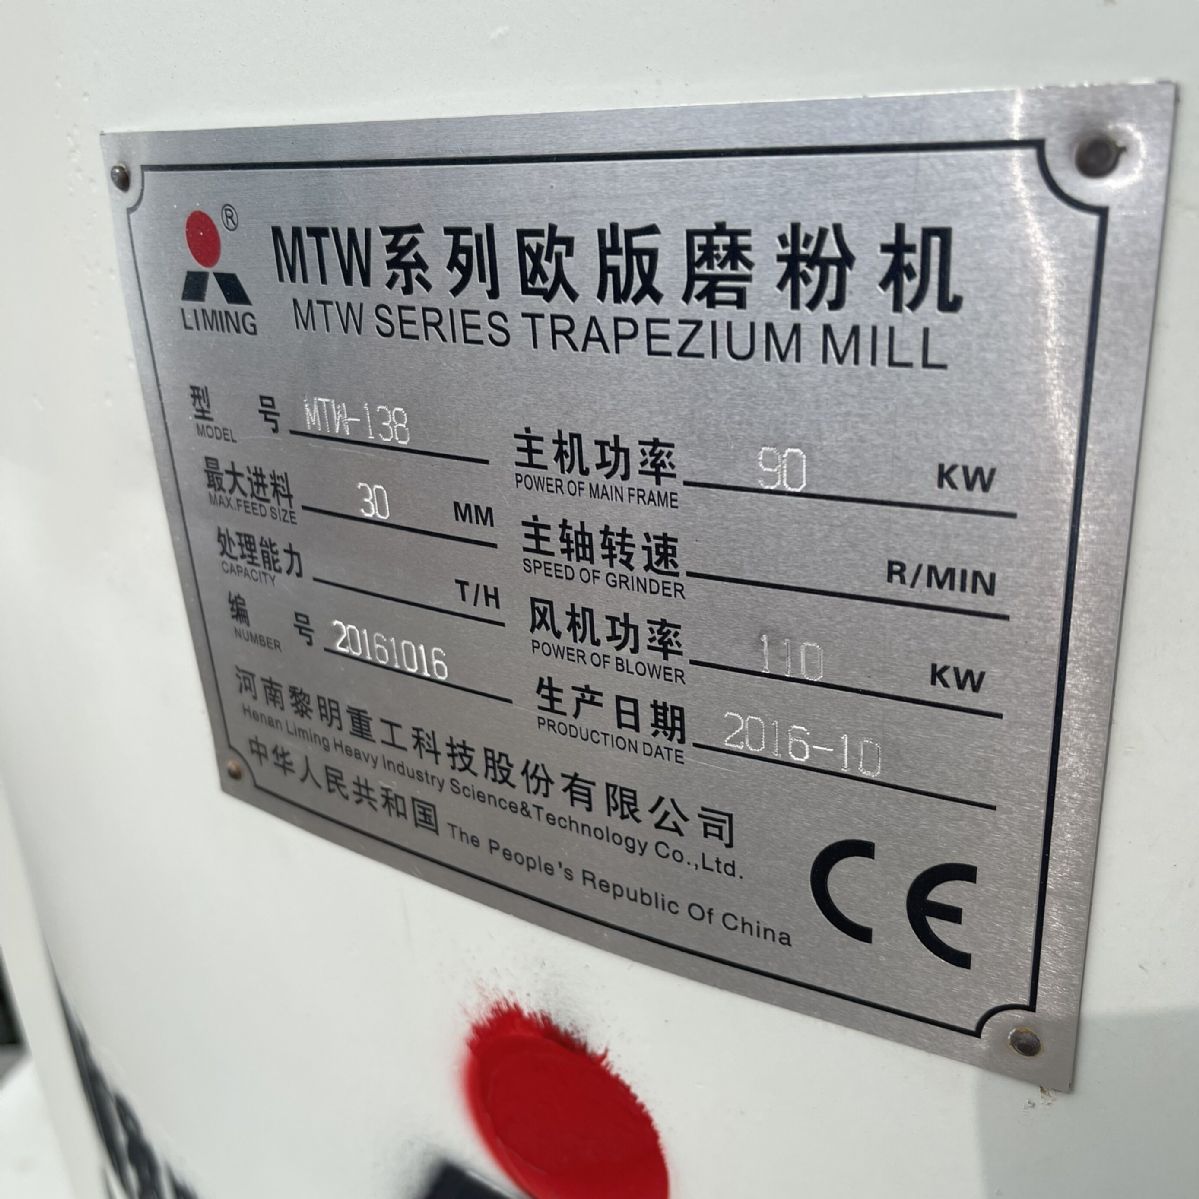 ®
LIMING
MTW系列欧版磨粉机
MTW SERIES TRAPEZIUM MILL
型 号 MTW-138
MODEL
最大进料 30 MM
MAX.FEED SIZE
处理能力 T/H
CAPACITY
编 号 20161016
NUMBER
主机功率 90 KW
POWER OF MAIN FRAME
主轴转速 R/MIN
SPEED OF GRINDER
风机功率 110 KW
POWER OF BLOWER
生产日期 2016-10
PRODUCTION DATE
河南黎明重工科技股份有限公司
Henan Liming Heavy Industry Science&Technology Co.,Ltd.
中华人民共和国 The People's Republic Of China
CE